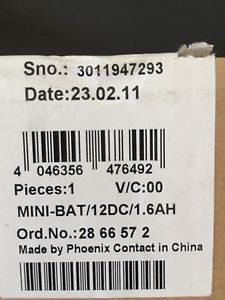 Sno.: 3011947293
Date:23.02.11
4 046356 476492
Pieces:1 V/C:00
MINI-BAT/12DC/1.6AH
Ord.No.:28 66 57 2
Made by Phoenix Contact in China